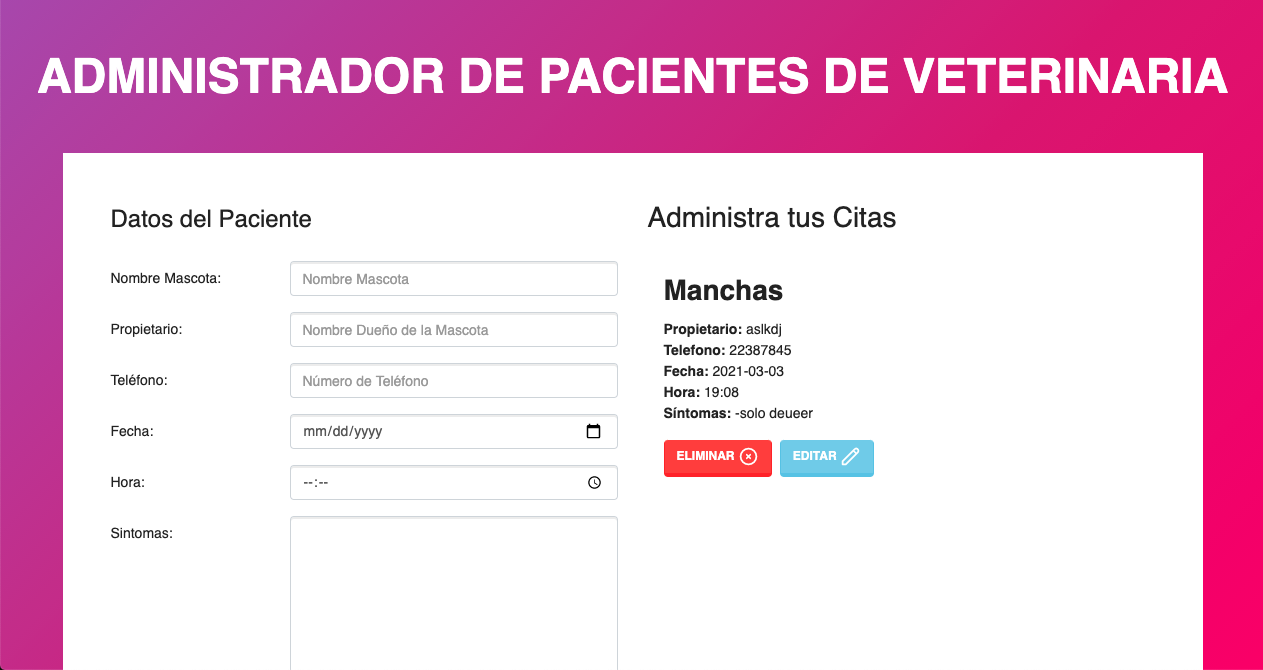 ADMINISTRADOR DE PACIENTES DE VETERINARIA
Datos del Paciente
Nombre Mascota:
Nombre Mascota
Propietario:
Nombre Dueño de la Mascota
Teléfono:
Número de Teléfono
Fecha:
mm/dd/yyyy
Hora:
--:--
Sintomas:
Administra tus Citas
Manchas
Propietario: aslkdj
Telefono: 22387845
Fecha: 2021-03-03
Hora: 19:08
Síntomas: -solo deueer
ELIMINAR
EDITAR